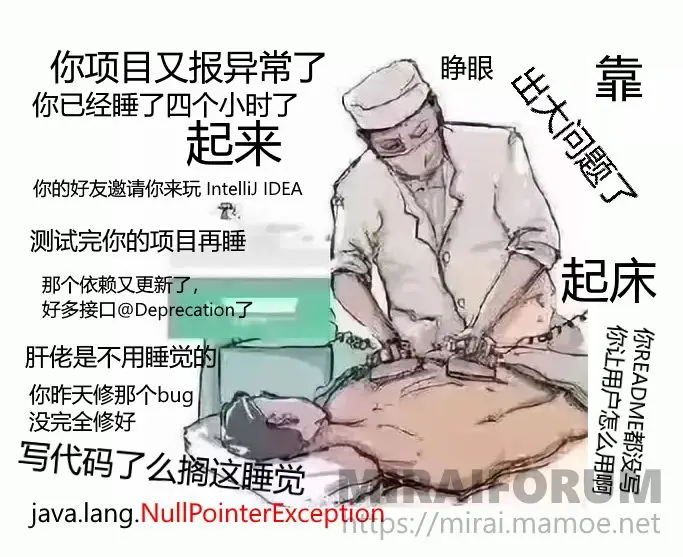 你项目又报异常了
睁眼
靠
你已经睡了四个小时了
出大问题了
起来
你的好友邀请你来玩 IntelliJ IDEA
测试完你的项目再睡
起床
那个依赖又更新了，
好多接口@Deprecation了
肝佬是不用睡觉的
你昨天修那个bug
没完全修好
你README都没写
你让用户怎么用啊
写代码了么搁这睡觉
java.lang.NullPointerException
MIRAIFORUM
https://mirai.mamoe.net